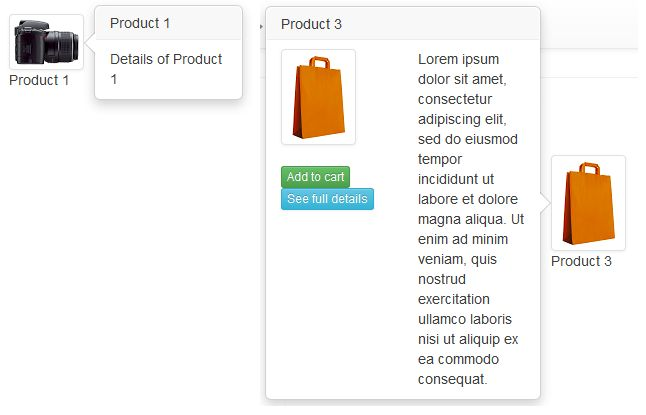 Product 1
Product 1
Details of Product
1
Product 3
Add to cart
See full details
Lorem ipsum
dolor sit amet,
consectetur
adipiscing elit,
sed do eiusmod
tempor
incididunt ut
labore et dolore
magna aliqua. Ut
enim ad minim
veniam, quis
nostrud
exercitation
ullamco laboris
nisi ut aliquip ex
ea commodo
consequat.
Product 3